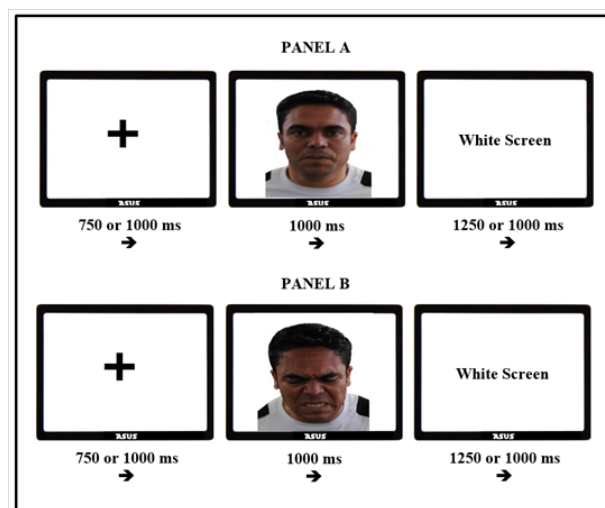 PANEL A
+
White Screen
ASUS ASUS ASUS
750 or 1000 ms 1000 ms 1250 or 1000 ms
→ → →
PANEL B
+
White Screen
ASUS ASUS ASUS
750 or 1000 ms 1000 ms 1250 or 1000 ms
→ → →